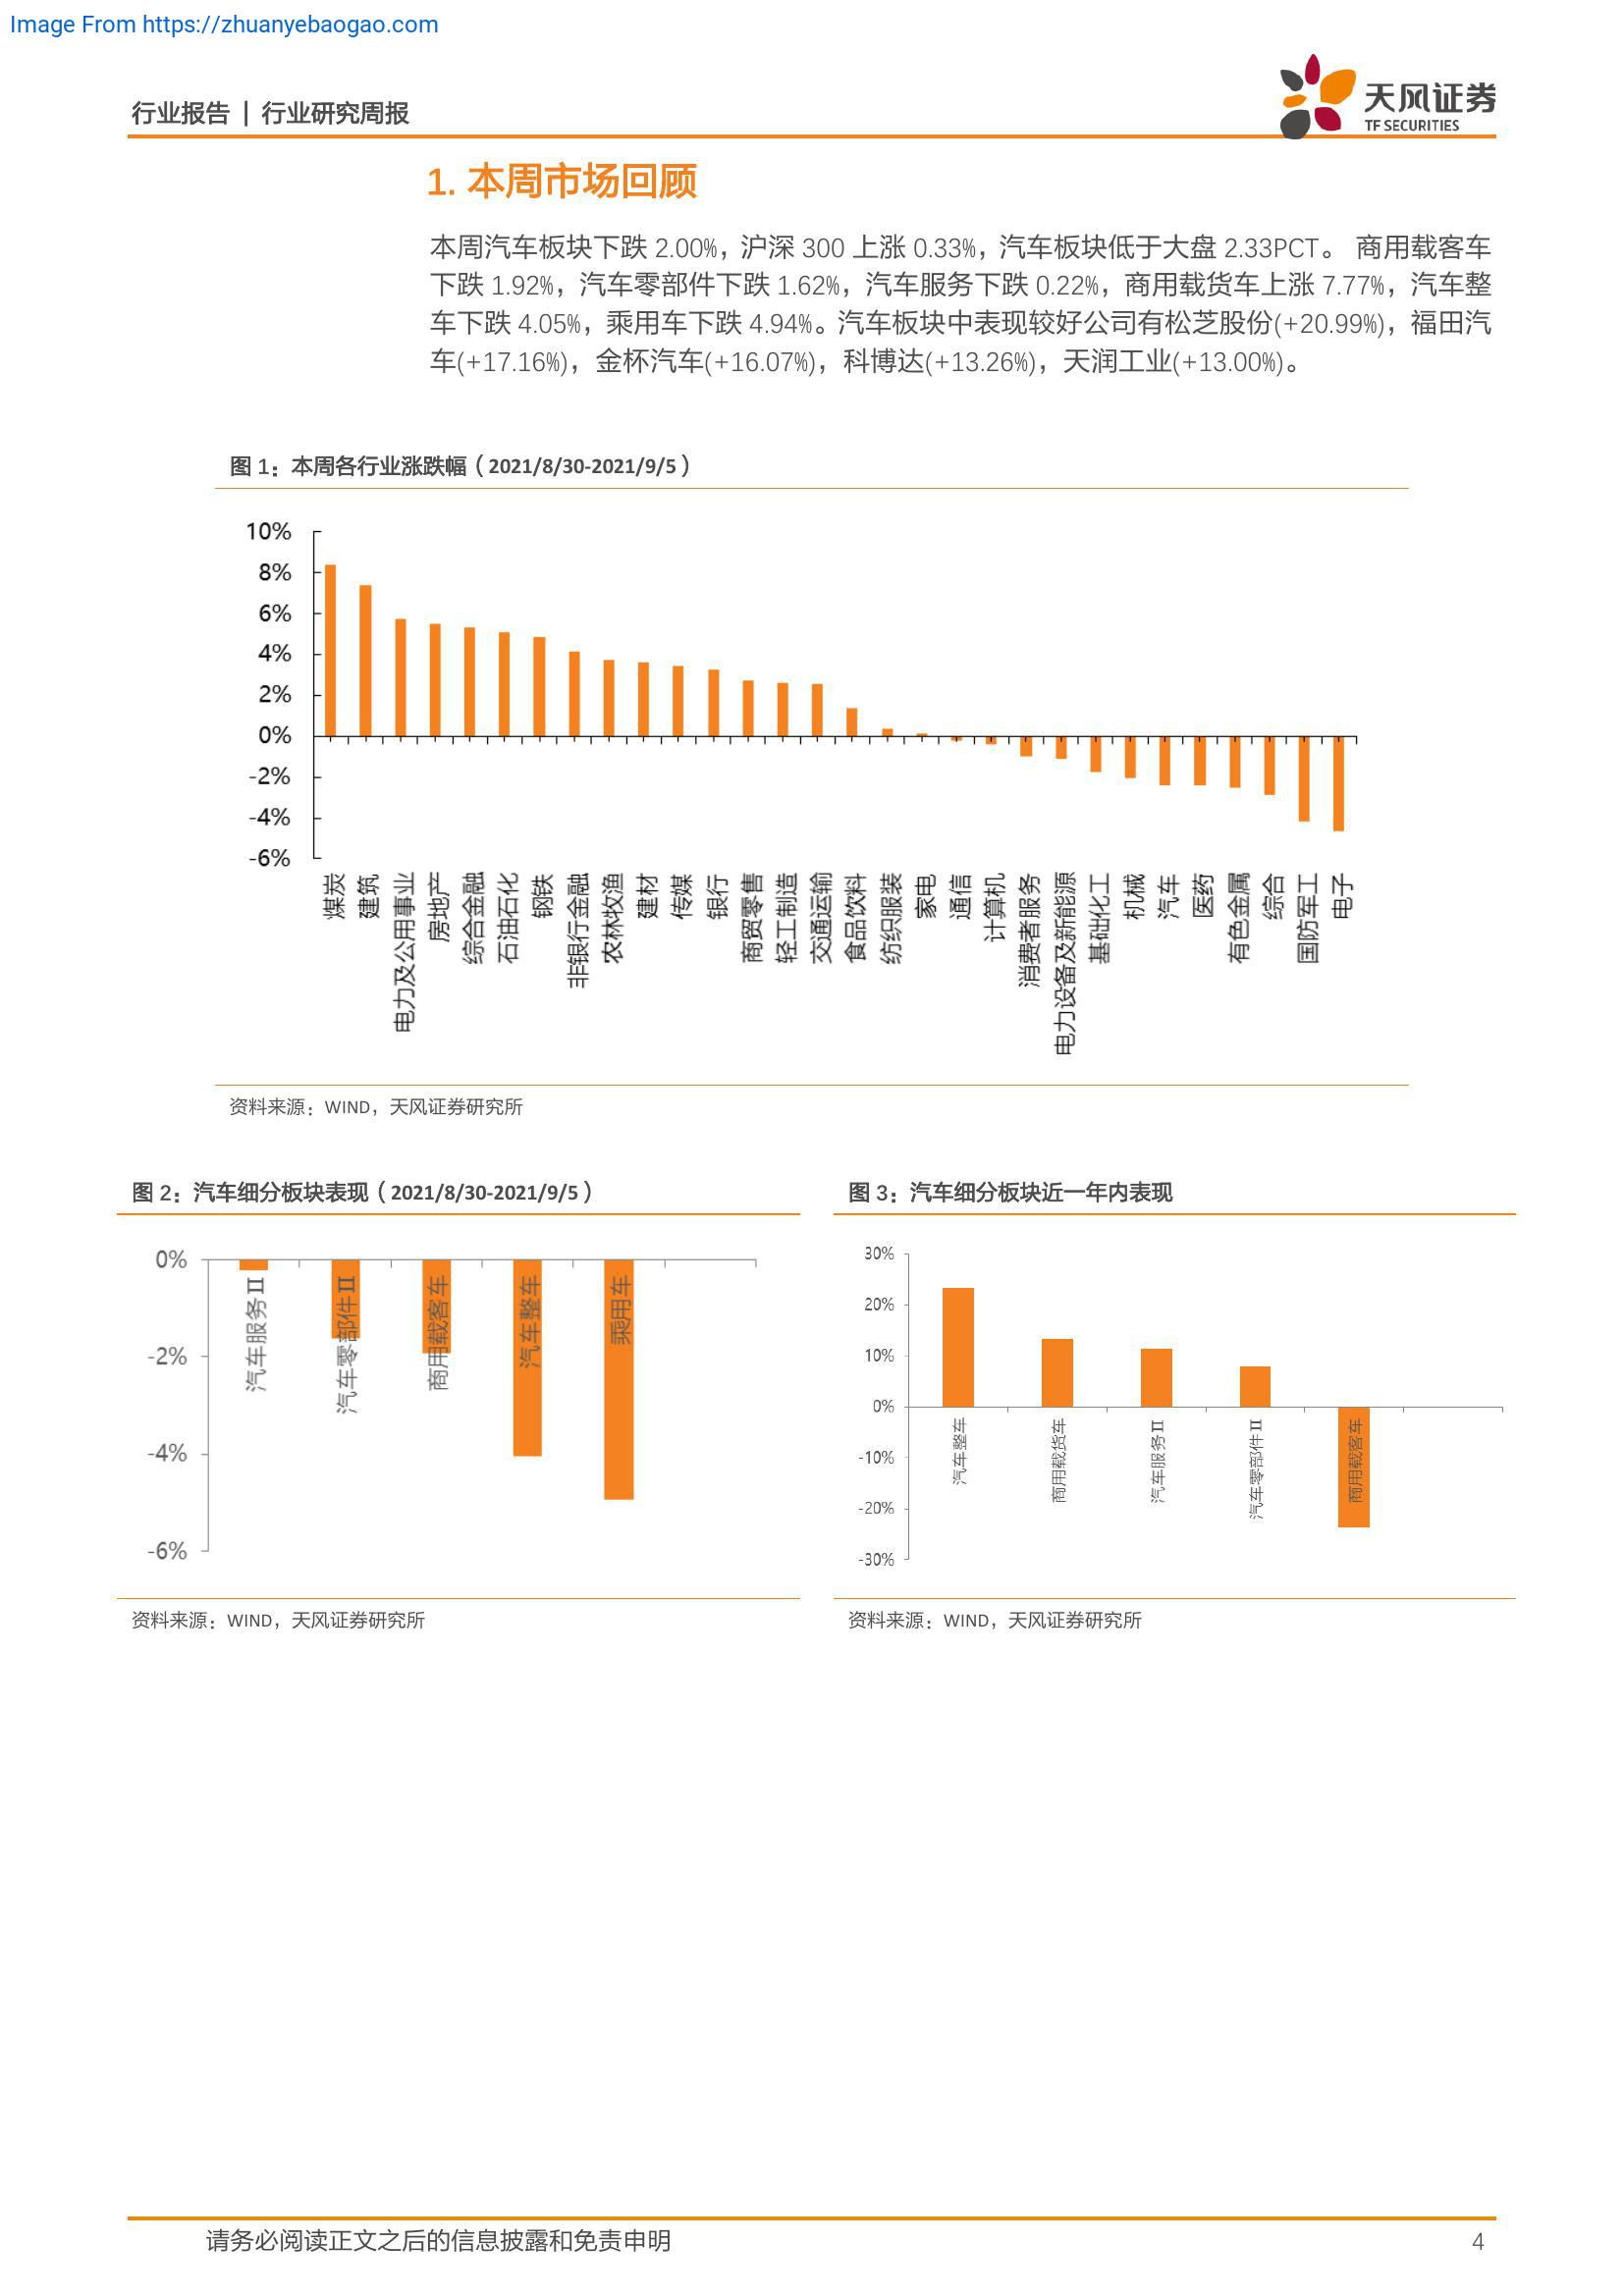 Image From https://zhuanyebaogao.com
行业报告 | 行业研究周报
天风证券
TF SECURITIES
1. 本周市场回顾
本周汽车板块下跌 2.00%，沪深 300 上涨 0.33%，汽车板块低于大盘 2.33PCT。 商用载客车
下跌 1.92%，汽车零部件下跌 1.62%，汽车服务下跌 0.22%，商用载货车上涨 7.77%，汽车整
车下跌 4.05%，乘用车下跌 4.94%。汽车板块中表现较好公司有松芝股份(+20.99%)，福田汽
车(+17.16%)，金杯汽车(+16.07%)，科博达(+13.26%)，天润工业(+13.00%)。
图 1：本周各行业涨跌幅（2021/8/30-2021/9/5）
10%
8%
6%
4%
2%
0%
-2%
-4%
-6%
煤炭
建筑
电力及公用事业
房地产
综合金融
石油石化
钢铁
非银行金融
农林牧渔
建材
传媒
银行
商贸零售
轻工制造
交通运输
食品饮料
纺织服装
家电
通信
计算机
消费者服务
电力设备及新能源
基础化工
机械
汽车
医药
有色金属
综合
国防军工
电子
资料来源：WIND，天风证券研究所
图 2：汽车细分板块表现（2021/8/30-2021/9/5）
0%
-2%
-4%
-6%
汽车服务Ⅱ
汽车零部件Ⅱ
商用载客车
汽车整车
乘用车
资料来源：WIND，天风证券研究所
图 3：汽车细分板块近一年内表现
30%
20%
10%
0%
-10%
-20%
-30%
汽车整车
商用载货车
汽车服务Ⅱ
汽车零部件Ⅱ
商用载客车
资料来源：WIND，天风证券研究所
请务必阅读正文之后的信息披露和免责申明
4